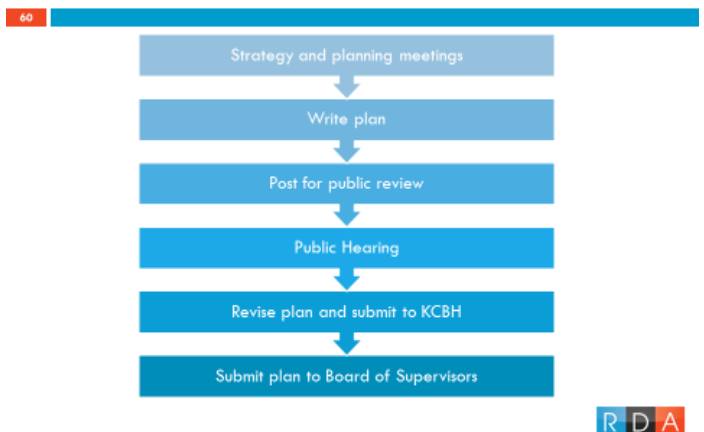 60
Strategy and planning meetings
Write plan
Post for public review
Public Hearing
Revise plan and submit to KCBH
Submit plan to Board of Supervisors
RDA